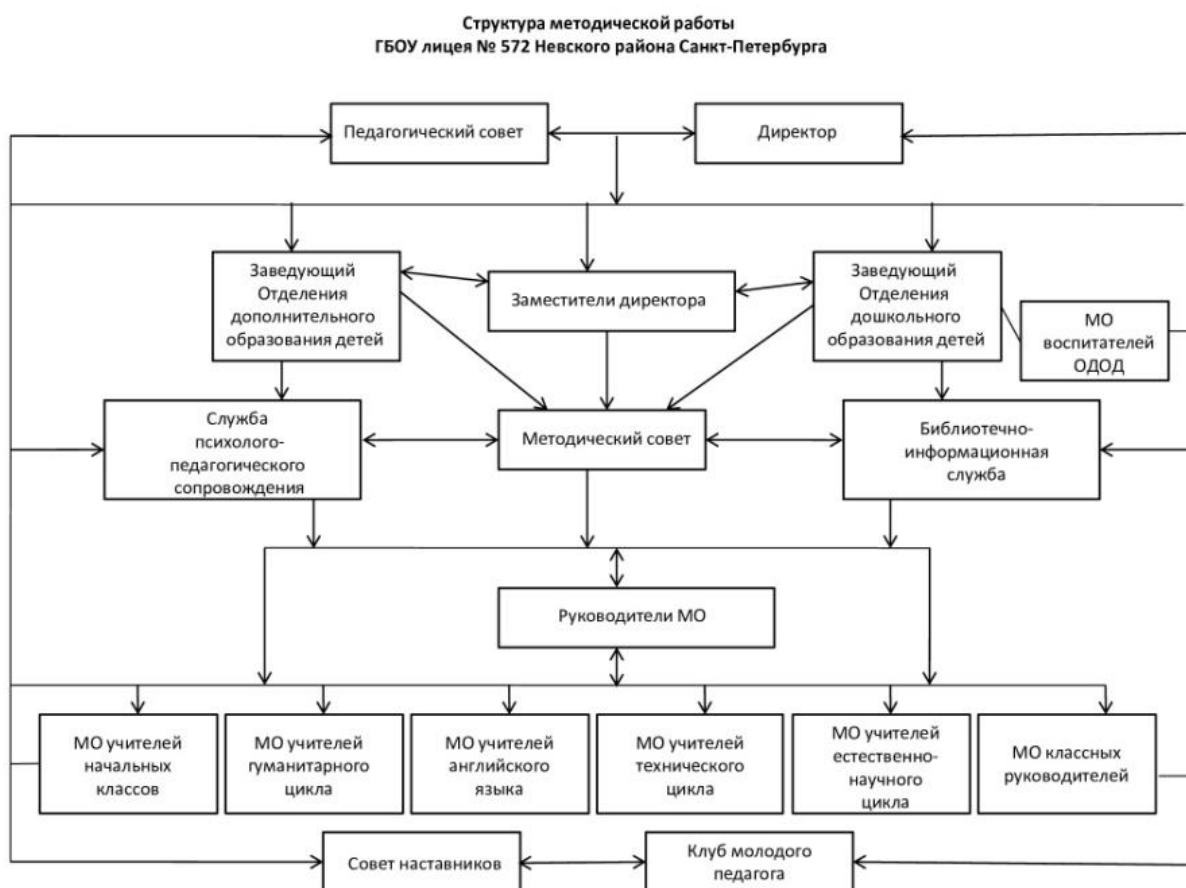 Структура методической работы
ГБОУ лицея № 572 Невского района Санкт-Петербурга
Педагогический совет
Директор
Заведующий
Отделения
дополнительного
образования детей
Заместители директора
Заведующий
Отделения
дошкольного
образования детей
МО
воспитателей
ОДОД
Служба
психолого-
педагогического
сопровождения
Методический совет
Библиотечно-
информационная
служба
Руководители МО
МО учителей
начальных
классов
МО учителей
гуманитарного
цикла
МО учителей
английского
языка
МО учителей
технического
цикла
МО учителей
естественно-
научного
цикла
МО классных
руководителей
Совет наставников
Клуб молодого
педагога